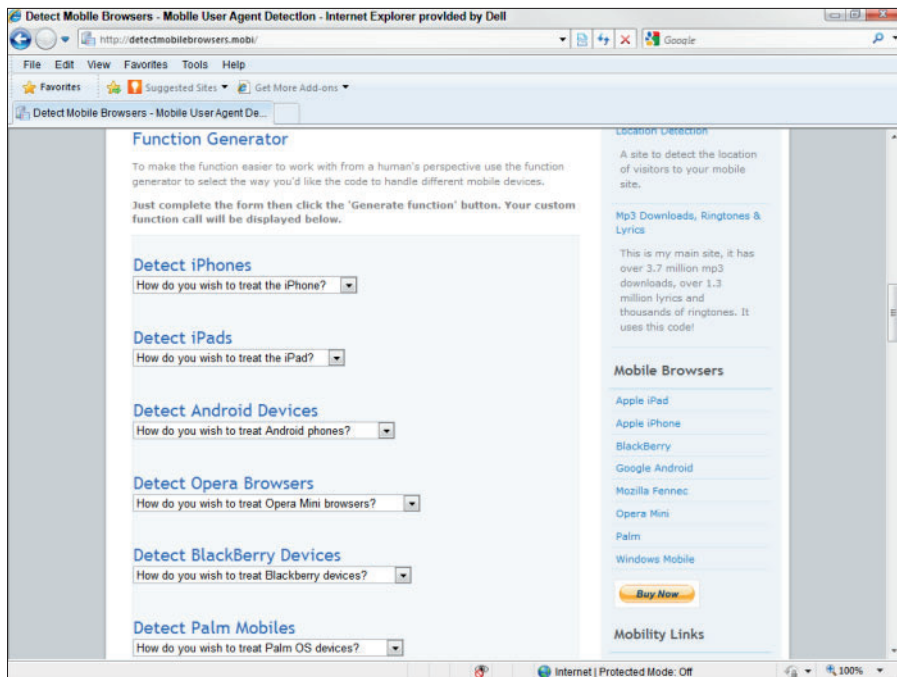 Detect Mobile Browsers - Mobile User Agent Detection - Internet Explorer provided by Dell
http://detectmobilebrowsers.mobi/
Google
File Edit View Favorites Tools Help
Favorites
Suggested Sites
Get More Add-ons
Detect Mobile Browsers - Mobile User Agent De...
Function Generator
To make the function easier to work with from a human's perspective use the function
generator to select the way you'd like the code to handle different mobile devices.
Just complete the form then click the 'Generate function' button. Your custom
function call will be displayed below.
Detect iPhones
How do you wish to treat the iPhone?
Detect iPads
How do you wish to treat the iPad?
Detect Android Devices
How do you wish to treat Android phones?
Detect Opera Browsers
How do you wish to treat Opera Mini browsers?
Detect BlackBerry Devices
How do you wish to treat Blackberry devices?
Detect Palm Mobiles
How do you wish to treat Palm OS devices?
Location Detection
A site to detect the location
of visitors to your mobile
site.
Mp3 Downloads, Ringtones &
Lyrics
This is my main site, it has
over 3.7 million mp3
downloads, over 1.3
million lyrics and
thousands of ringtones. It
uses this code!
Mobile Browsers
Apple iPad
Apple iPhone
BlackBerry
Google Android
Mozilla Fennec
Opera Mini
Palm
Windows Mobile
Buy Now
Mobility Links
Internet | Protected Mode: Off
100%